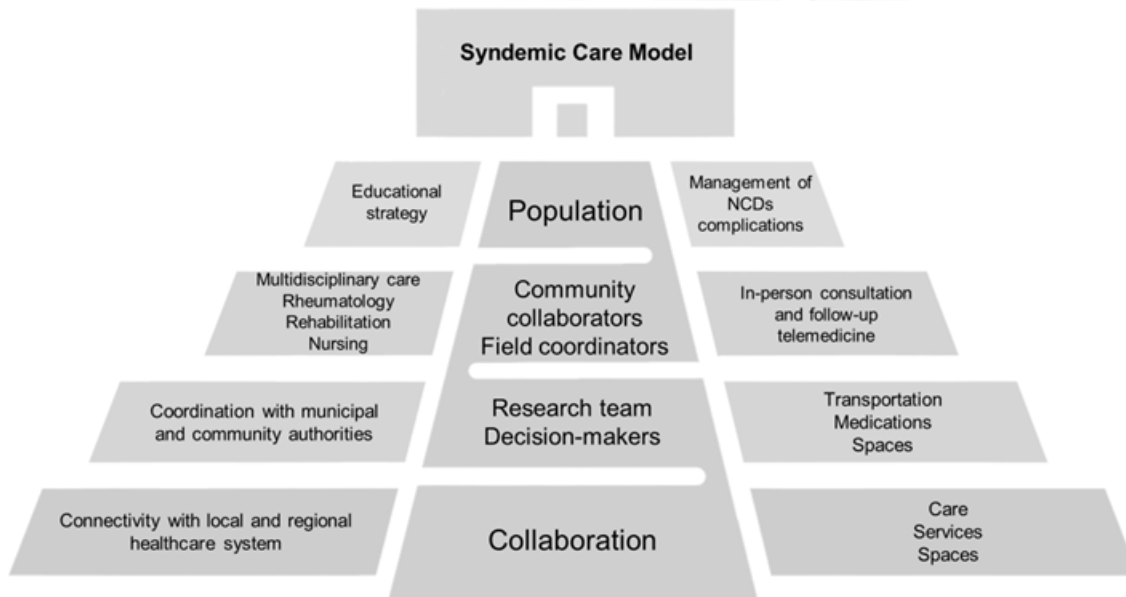 Syndemic Care Model
Educational
strategy
Population
Management of
NCDs
complications
Multidisciplinary care
Rheumatology
Rehabilitation
Nursing
Community
collaborators
Field coordinators
In-person consultation
and follow-up
telemedicine
Coordination with municipal
and community authorities
Research team
Decision-makers
Transportation
Medications
Spaces
Connectivity with local and regional
healthcare system
Collaboration
Care
Services
Spaces